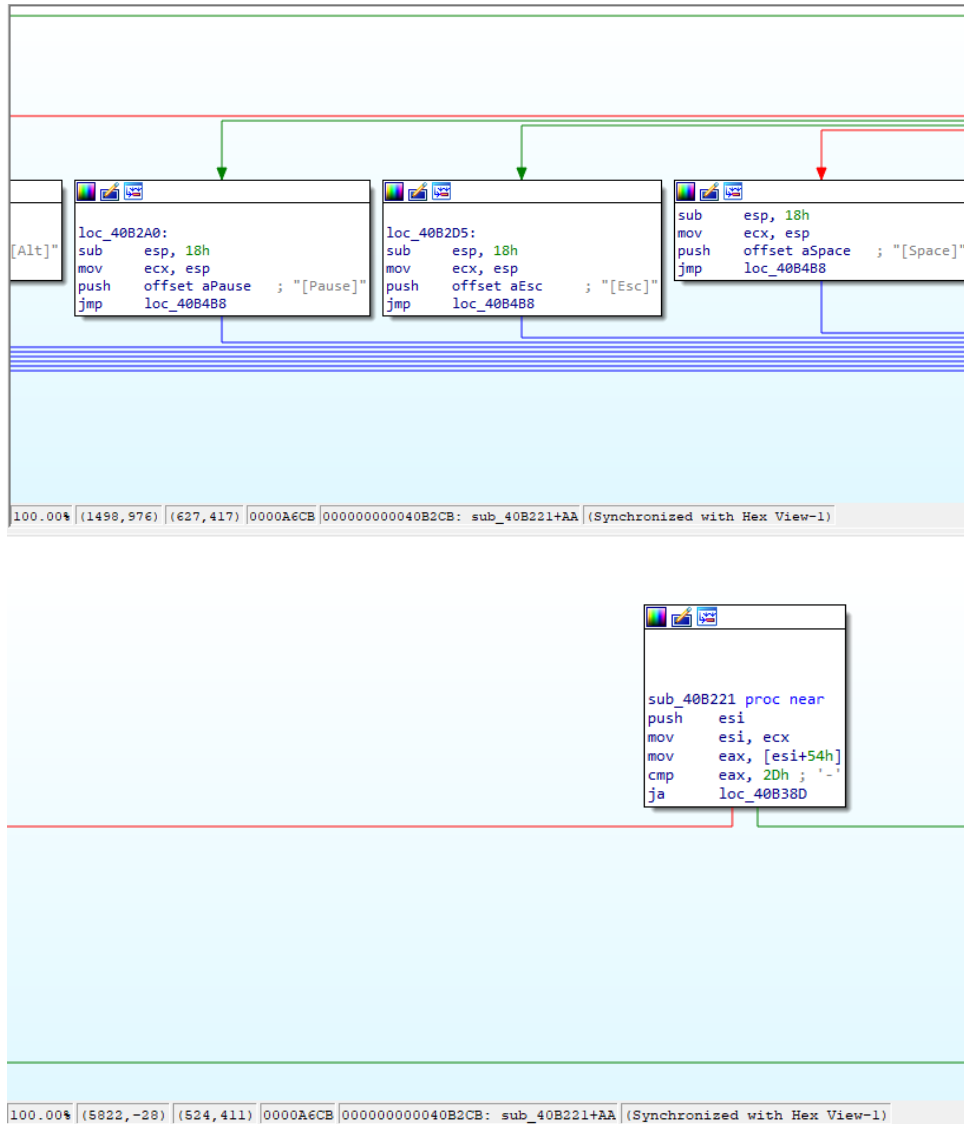 [Alt]"
loc_40B2A0:
sub esp, 18h
mov ecx, esp
push offset aPause ; "[Pause]"
jmp loc_40B4B8
loc_40B2D5:
sub esp, 18h
mov ecx, esp
push offset aEsc ; "[Esc]"
jmp loc_40B4B8
sub esp, 18h
mov ecx, esp
push offset aSpace ; "[Space]"
jmp loc_40B4B8
100.00% (1498,976) (627,417) 0000A6CB 000000000040B2CB: sub_40B221+AA (Synchronized with Hex View-1)
sub_40B221 proc near
push esi
mov esi, ecx
mov eax, [esi+54h]
cmp eax, 2Dh ; '-'
ja loc_40B38D
100.00% (5822,-28) (524,411) 0000A6CB 000000000040B2CB: sub_40B221+AA (Synchronized with Hex View-1)